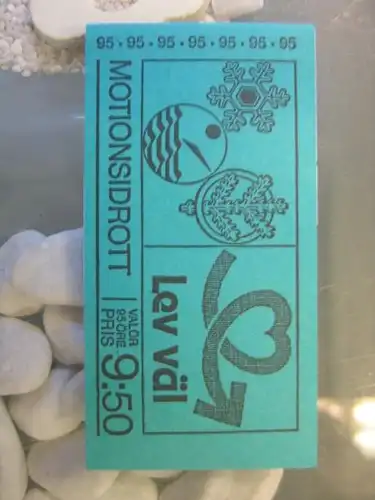 95 • 95 • 95 • 95 • 95 • 95 • 95
Lev väl
MOTIONSIDROTT
VALÖR
95 ÖRE
PRIS
9:50